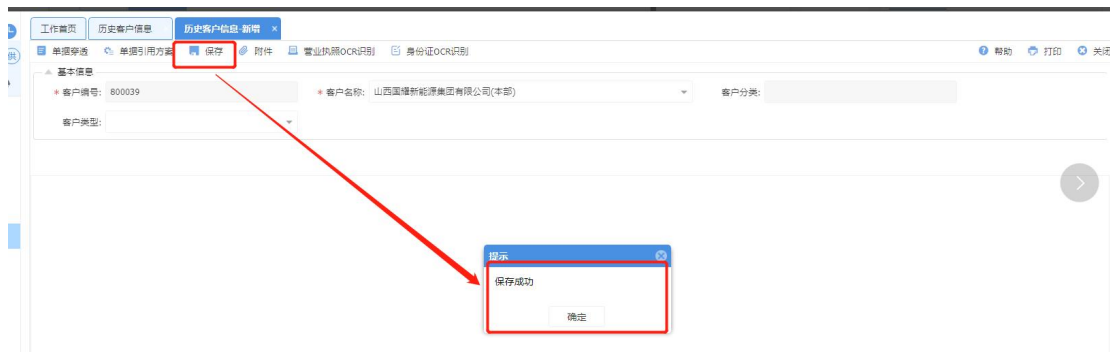 工作首页 历史客户信息 历史客户信息-新增 ×
供 单据穿透 单据引用方案 保存 附件 营业执照OCR识别 身份证OCR识别 帮助 打印 关闭
基本信息
* 客户编号: 800039 * 客户名称: 山西国耀新能源集团有限公司(本部) 客户分类:
客户类型:
提示
保存成功
确定